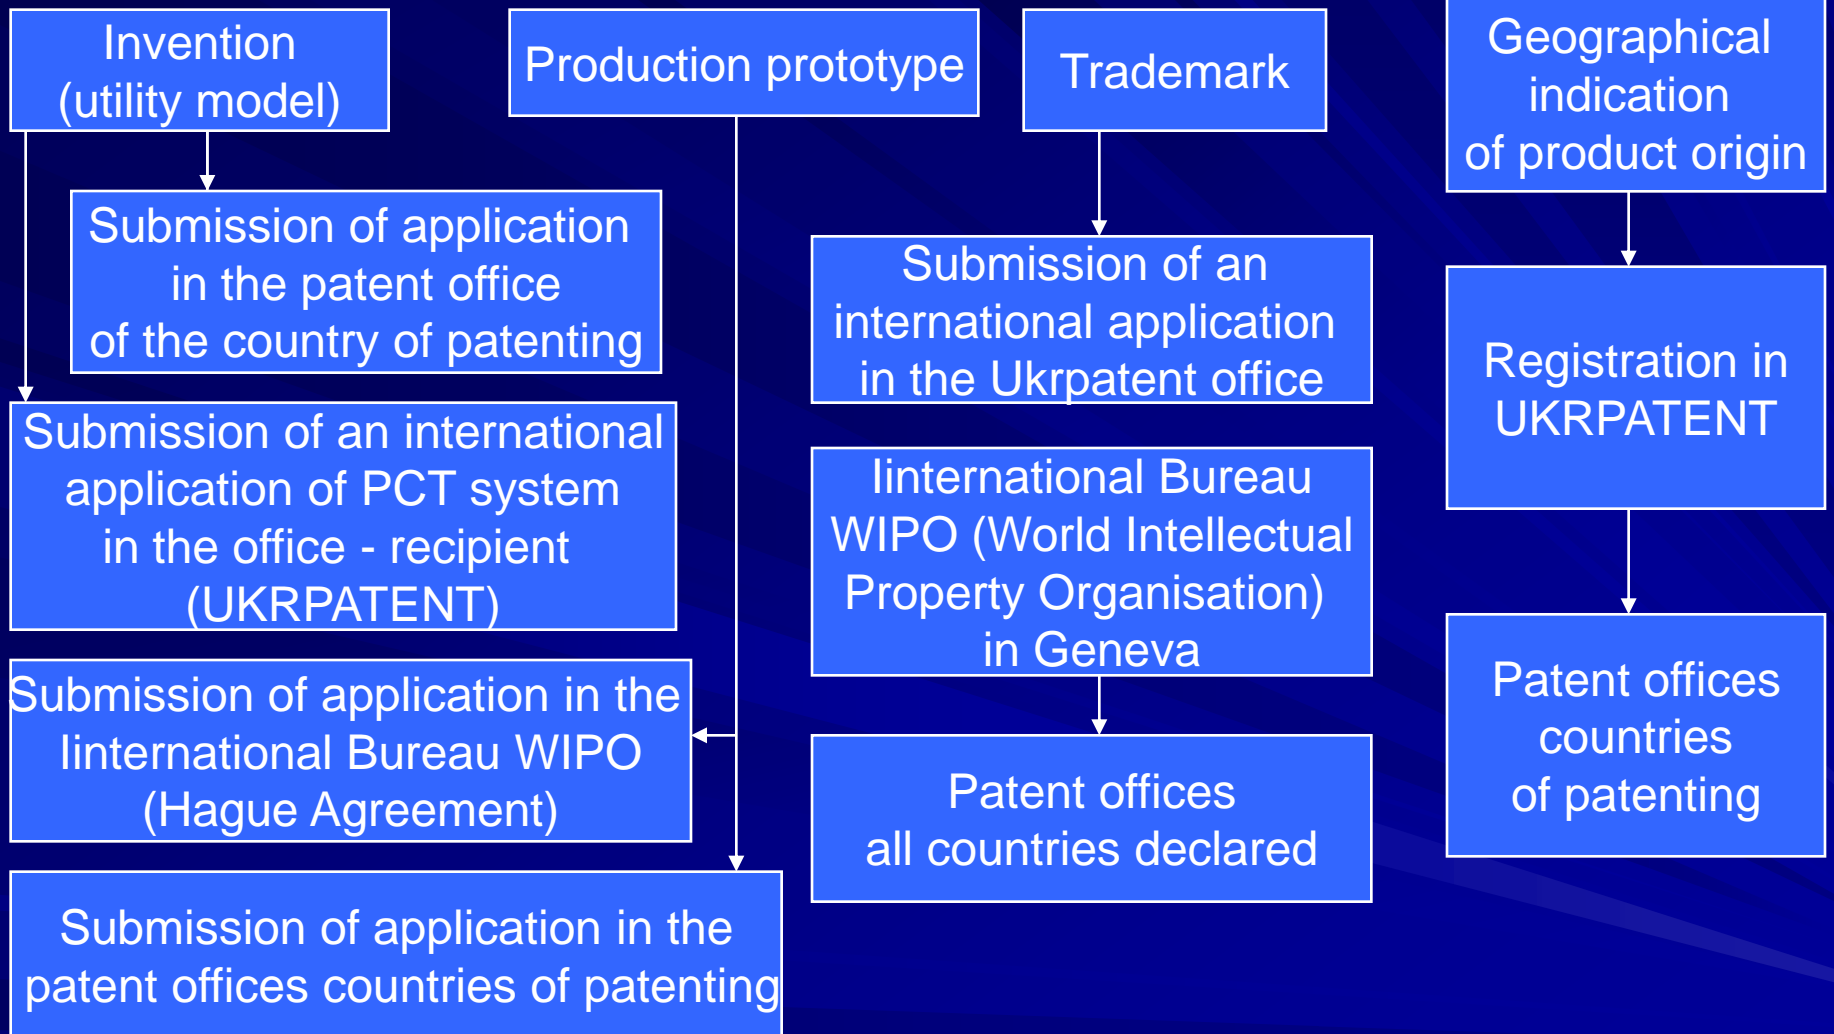 Invention
(utility model)
Production prototype
Trademark
Geographical
indication
of product origin
Submission of application
in the patent office
of the country of patenting
Submission of an
international application
in the Ukrpatent office
Registration in
UKRPATENT
Submission of an international
application of PCT system
in the office - recipient
(UKRPATENT)
Iinternational Bureau
WIPO (World Intellectual
Property Organisation)
in Geneva
Patent offices
countries
of patenting
Submission of application in the
Iinternational Bureau WIPO
(Hague Agreement)
Patent offices
all countries declared
Submission of application in the
patent offices countries of patenting